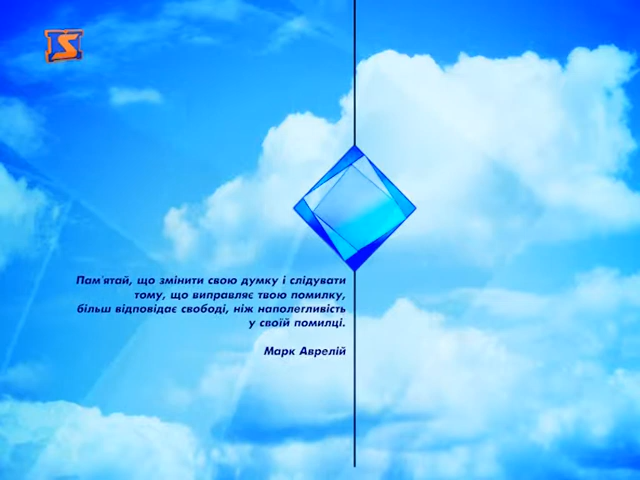 S
Пам'ятай, що змінити свою думку і слідувати
тому, що виправляє твою помилку,
більш відповідає свободі, ніж наполегливість
у своїй помилці.
Марк Аврелій